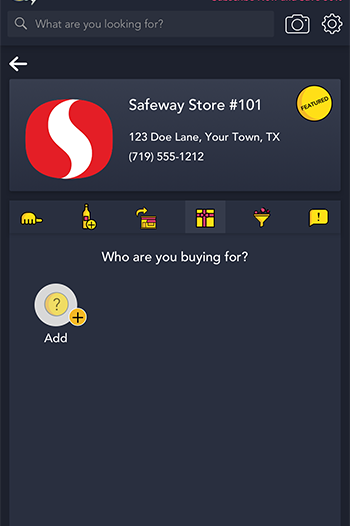 What are you looking for?
Safeway Store #101
FEATURED
123 Doe Lane, Your Town, TX
(719) 555-1212
Who are you buying for?
?
Add